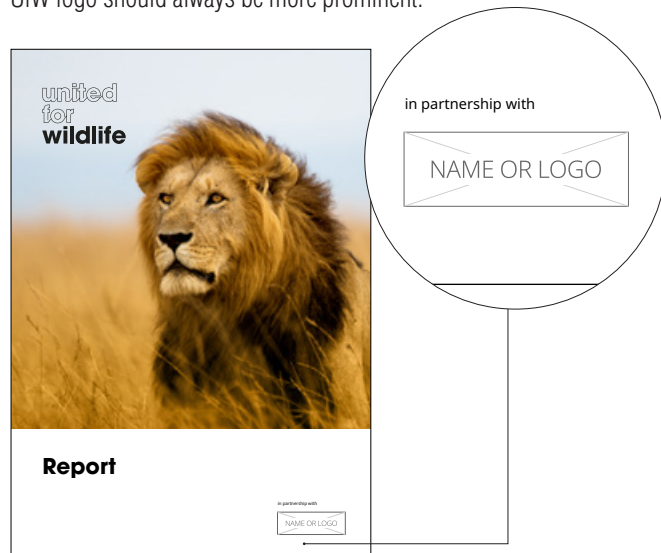 UfW logo should always be more prominent.
united
for
wildlife
in partnership with
NAME OR LOGO
Report
in partnership with
NAME OR LOGO